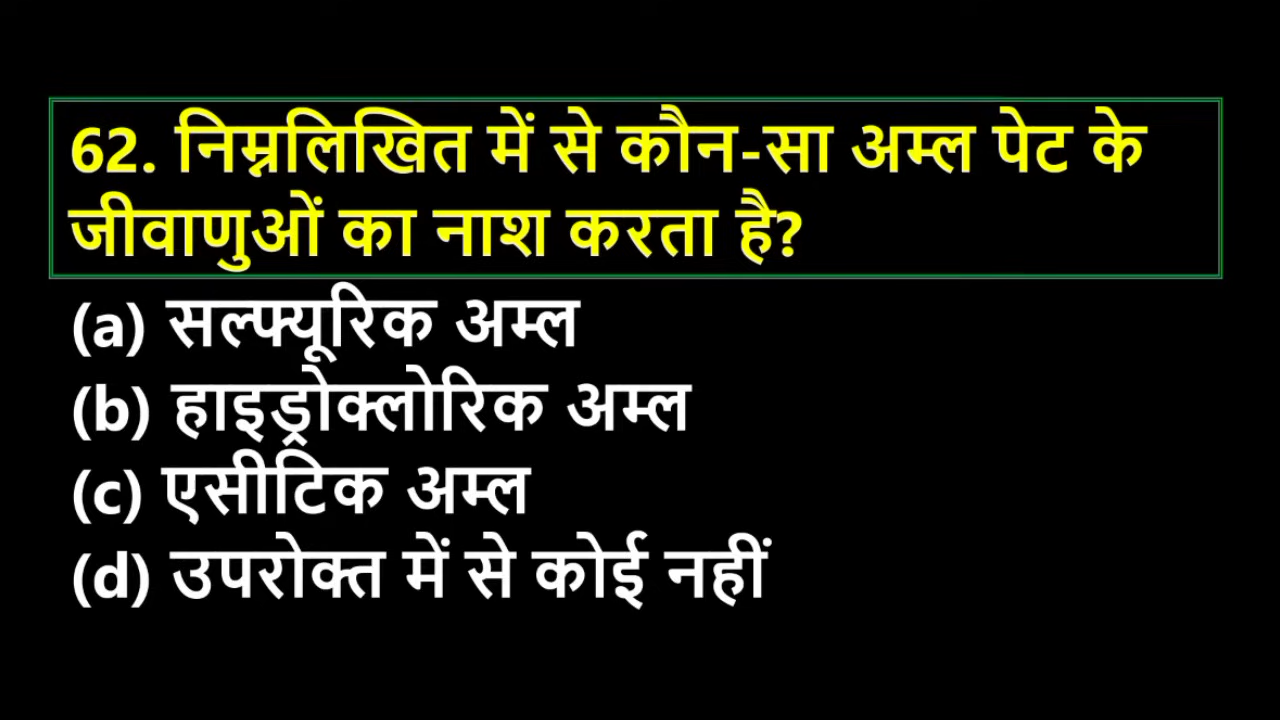 62. निम्नलिखित में से कौन-सा अम्ल पेट के
जीवाणुओं का नाश करता है?
(a) सल्फ्यूरिक अम्ल
(b) हाइड्रोक्लोरिक अम्ल
(c) एसीटिक अम्ल
(d) उपरोक्त में से कोई नहीं